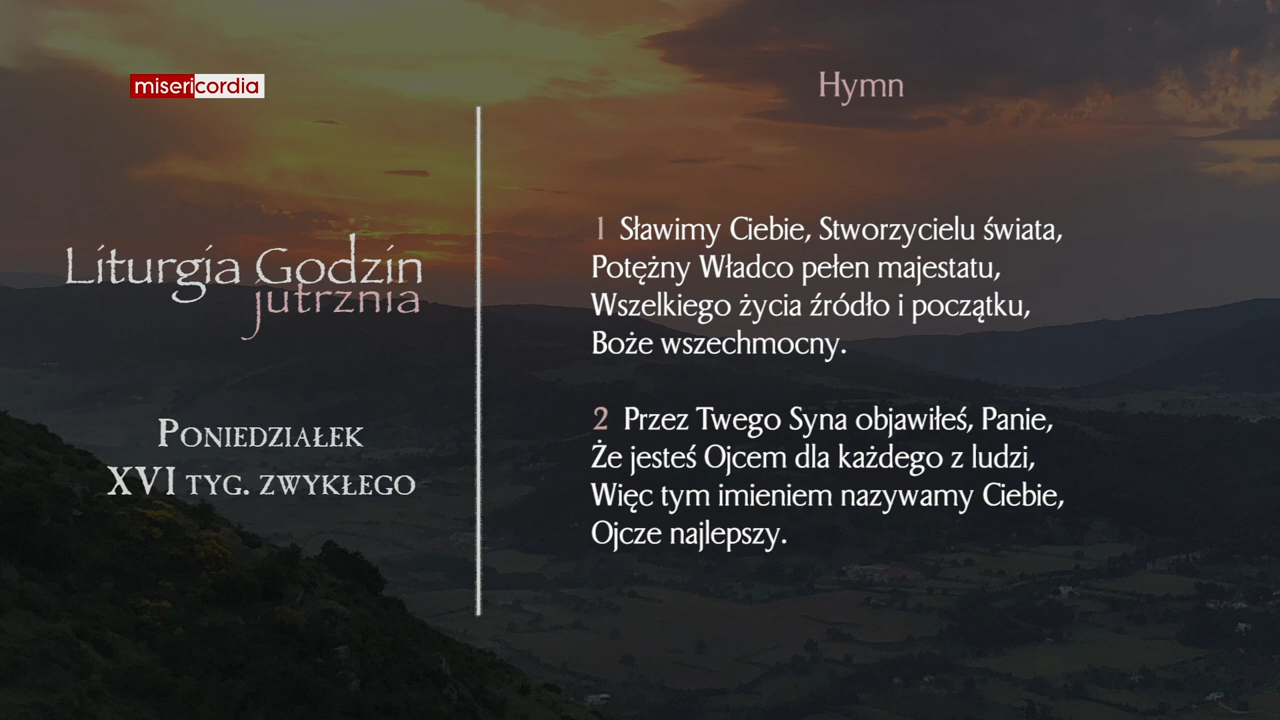 misericordia
Liturgia Godzin
jutrznia
Poniedziałek
XVI tyg. zwykłego
Hymn
1 Sławimy Ciebie, Stworzycielu świata,
Potężny Władco pełen majestatu,
Wszelkiego życia źródło i początku,
Boże wszechmocny.
2 Przez Twego Syna objawiłeś, Panie,
Że jesteś Ojcem dla każdego z ludzi,
Więc tym imieniem nazywamy Ciebie,
Ojcze najlepszy.